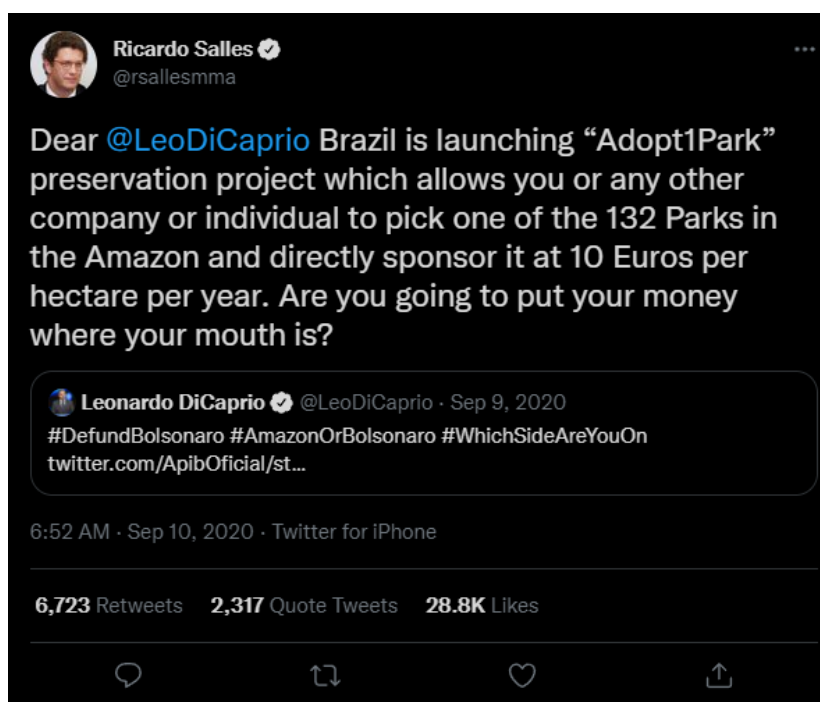 Ricardo Salles
@rsallesmma
Dear @LeoDiCaprio Brazil is launching “Adopt1Park”
preservation project which allows you or any other
company or individual to pick one of the 132 Parks in
the Amazon and directly sponsor it at 10 Euros per
hectare per year. Are you going to put your money
where your mouth is?
Leonardo DiCaprio @LeoDiCaprio · Sep 9, 2020
#DefundBolsonaro #AmazonOrBolsonaro #WhichSideAreYouOn
twitter.com/ApibOficial/st...
6:52 AM · Sep 10, 2020 · Twitter for iPhone
6,723 Retweets 2,317 Quote Tweets 28.8K Likes